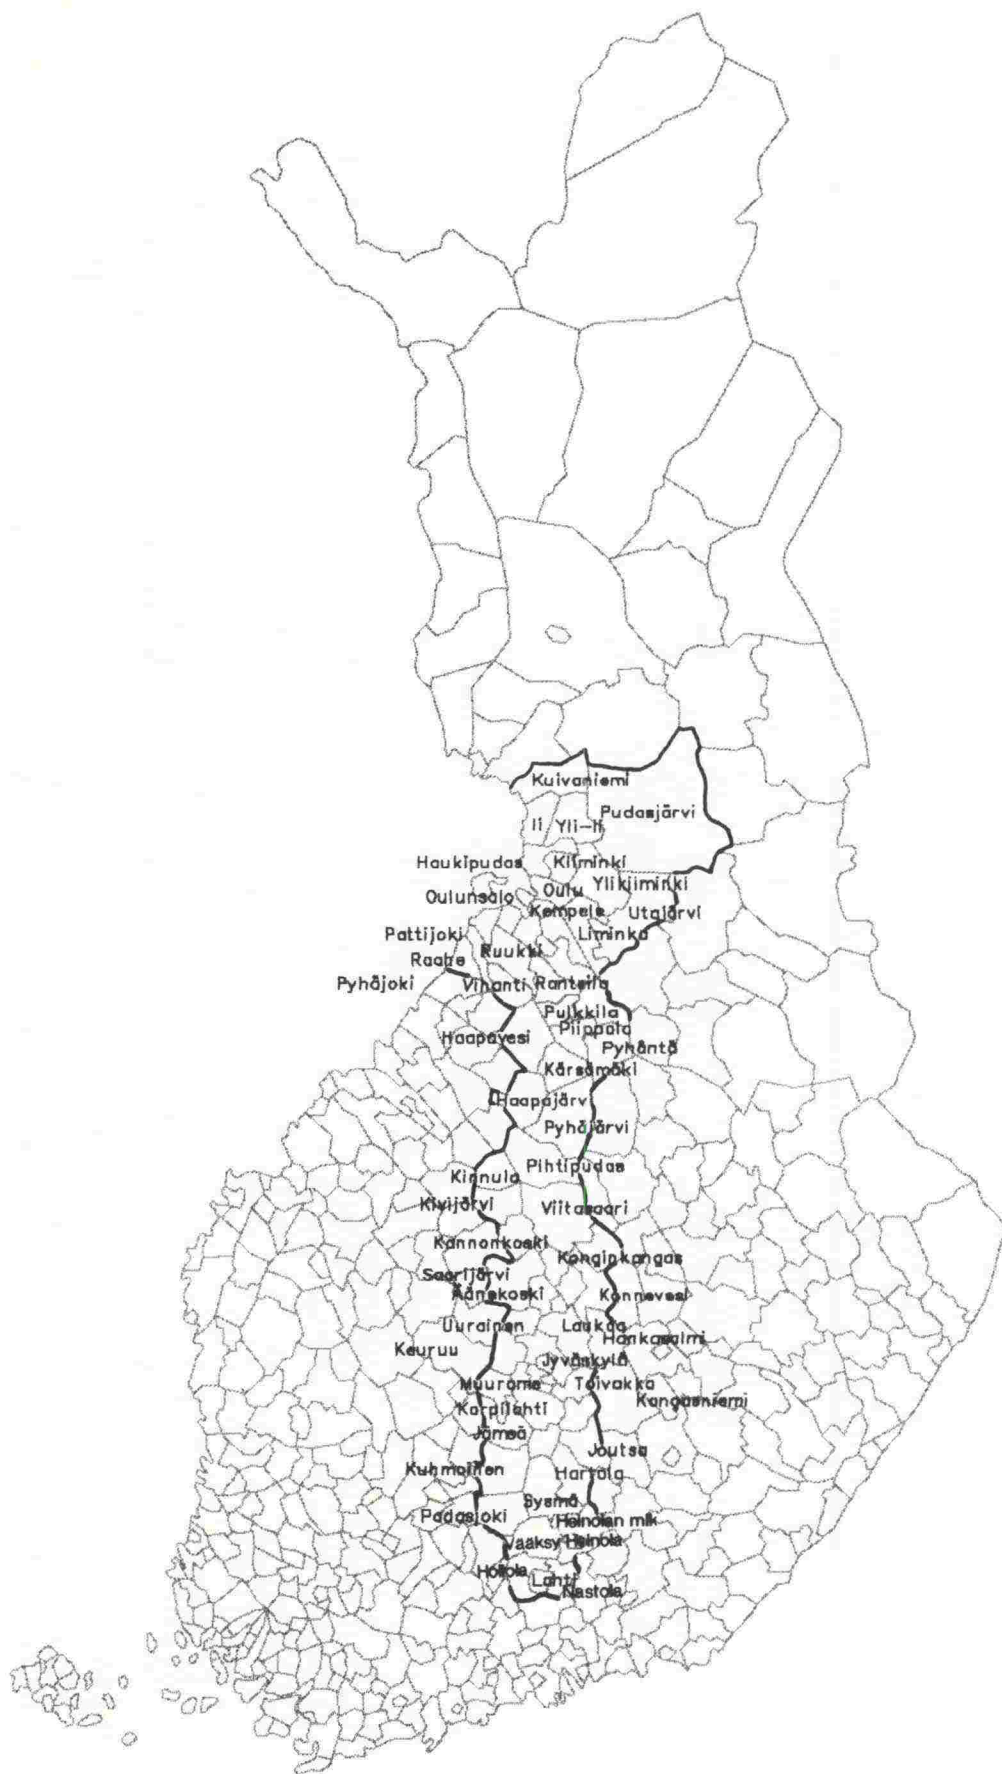 Kuivaniemi
Pudasjärvi
Ii
Yli-Ii
Haukipudas
Kiiminki
Oulu
Ylikiiminki
Oulunsalo
Kempele
Utajärvi
Pattijoki
Liminka
Ruukki
Raahe
Pyhäjoki
Vihanti
Rantsila
Pulkkila
Piippola
Haapavesi
Pyhäntä
Kärsämäki
Haapajärvi
Pyhäjärvi
Pihtipudas
Kinnula
Kivijärvi
Viitasaari
Kannonkoski
Konginkangas
Saarijärvi
Äänekoski
Konnevesi
Uurainen
Laukaa
Hankasalmi
Keuruu
Jyväskylä
Muurame
Toivakka
Kangasniemi
Korpilahti
Jämsä
Joutsa
Kuhmoinen
Hartola
Sysmä
Padasjoki
Heinolan mlk
Vääksy
Heinola
Hollola
Lahti
Nastola